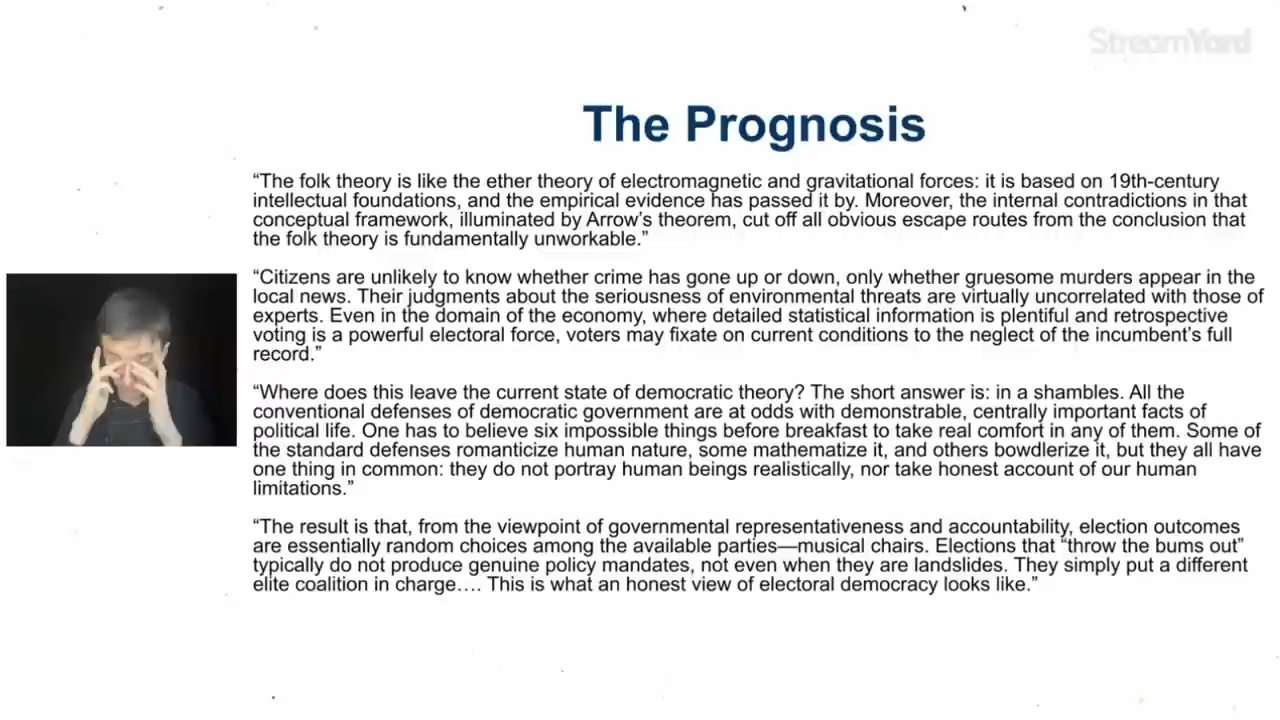 StreamYard
The Prognosis
“The folk theory is like the ether theory of electromagnetic and gravitational forces: it is based on 19th-century
intellectual foundations, and the empirical evidence has passed it by. Moreover, the internal contradictions in that
conceptual framework, illuminated by Arrow’s theorem, cut off all obvious escape routes from the conclusion that
the folk theory is fundamentally unworkable.”
“Citizens are unlikely to know whether crime has gone up or down, only whether gruesome murders appear in the
local news. Their judgments about the seriousness of environmental threats are virtually uncorrelated with those of
experts. Even in the domain of the economy, where detailed statistical information is plentiful and retrospective
voting is a powerful electoral force, voters may fixate on current conditions to the neglect of the incumbent’s full
record.”
“Where does this leave the current state of democratic theory? The short answer is: in a shambles. All the
conventional defenses of democratic government are at odds with demonstrable, centrally important facts of
political life. One has to believe six impossible things before breakfast to take real comfort in any of them. Some of
the standard defenses romanticize human nature, some mathematize it, and others bowdlerize it, but they all have
one thing in common: they do not portray human beings realistically, nor take honest account of our human
limitations.”
“The result is that, from the viewpoint of governmental representativeness and accountability, election outcomes
are essentially random choices among the available parties—musical chairs. Elections that “throw the bums out”
typically do not produce genuine policy mandates, not even when they are landslides. They simply put a different
elite coalition in charge…. This is what an honest view of electoral democracy looks like.”